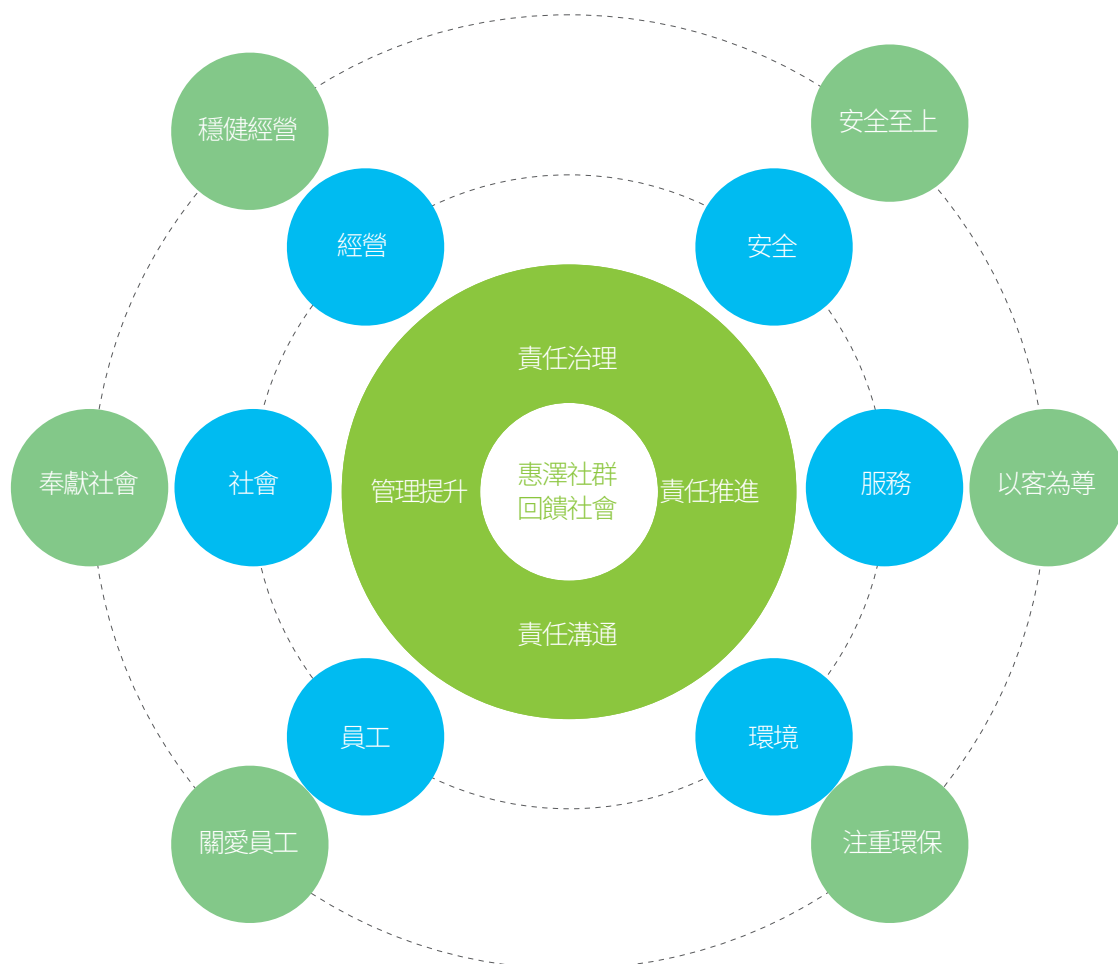 安全至上
穩健經營
經營
安全
責任治理
奉獻社會
社會
管理提升
惠澤社群
回饋社會
責任推進
服務
以客為尊
責任溝通
員工
環境
關愛員工
注重環保